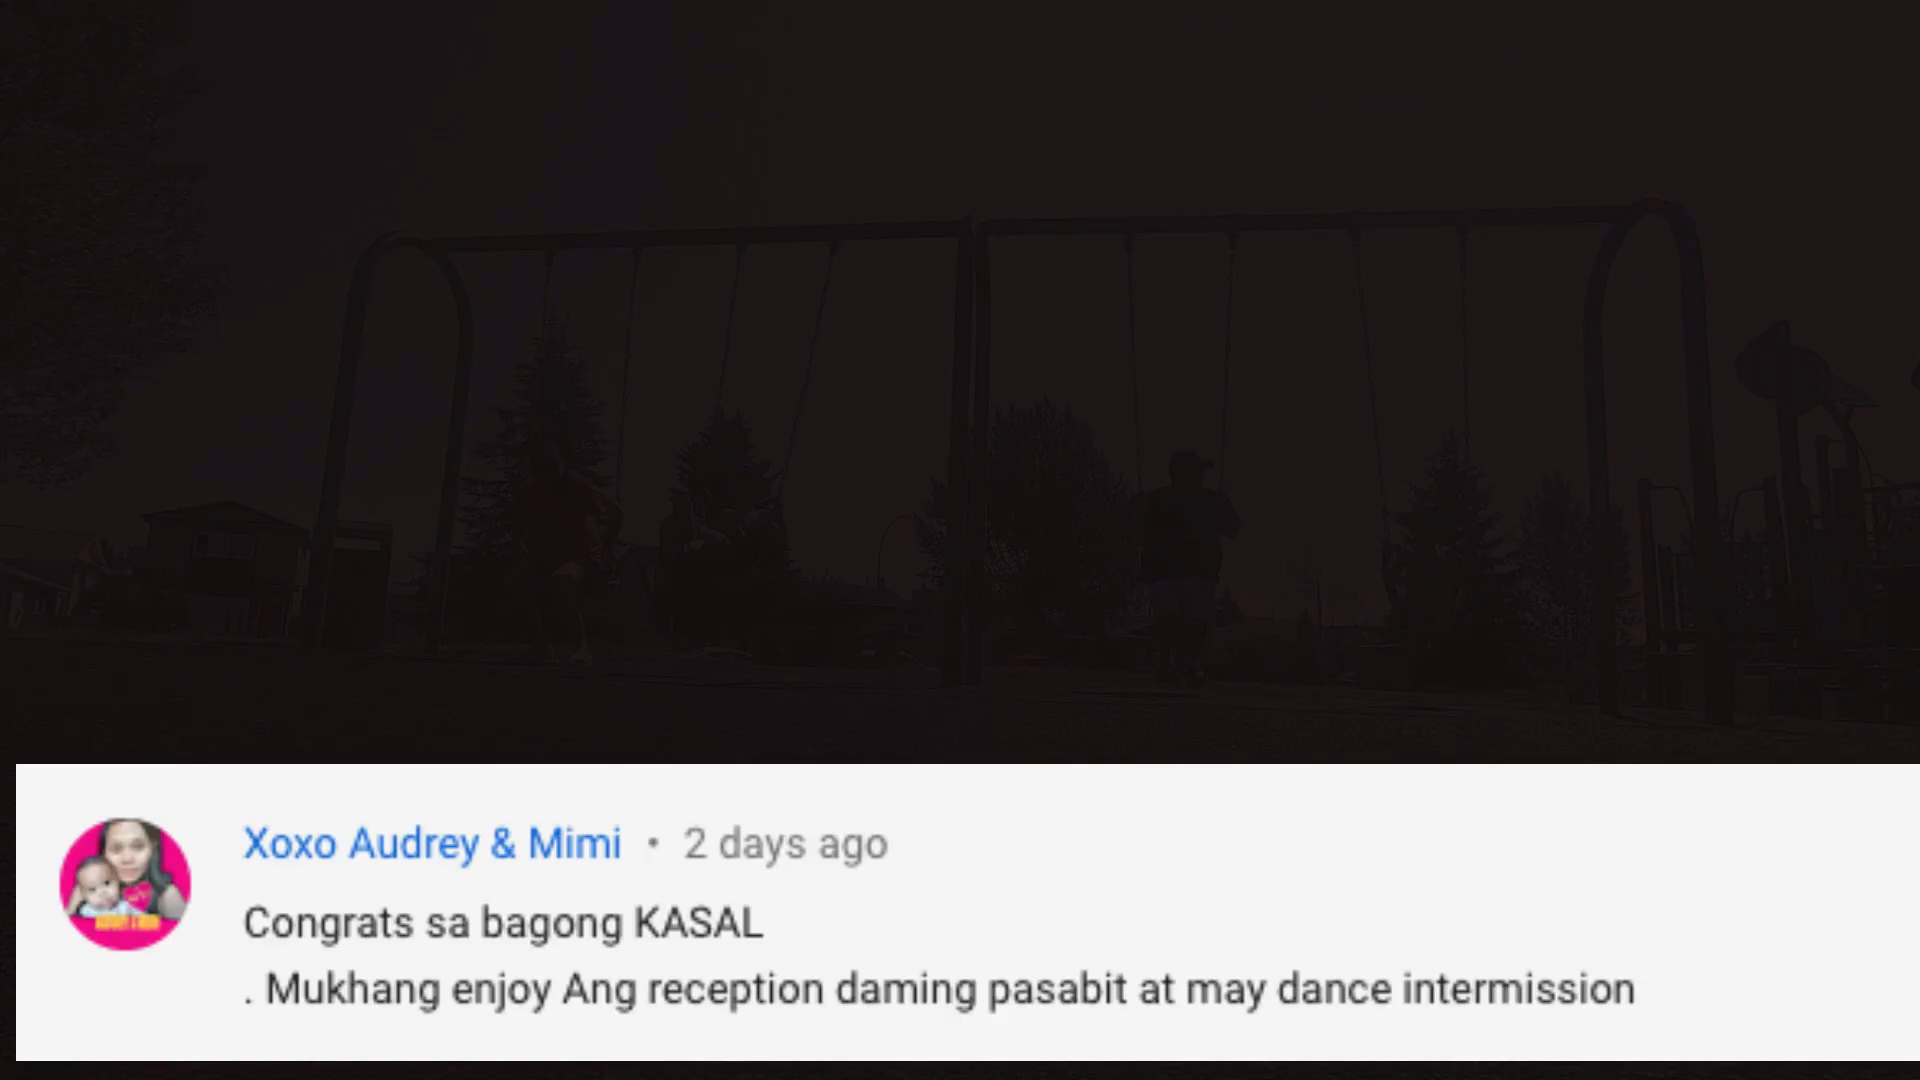 Xoxo Audrey & Mimi • 2 days ago
Congrats sa bagong KASAL
. Mukhang enjoy Ang reception daming pasabit at may dance intermission